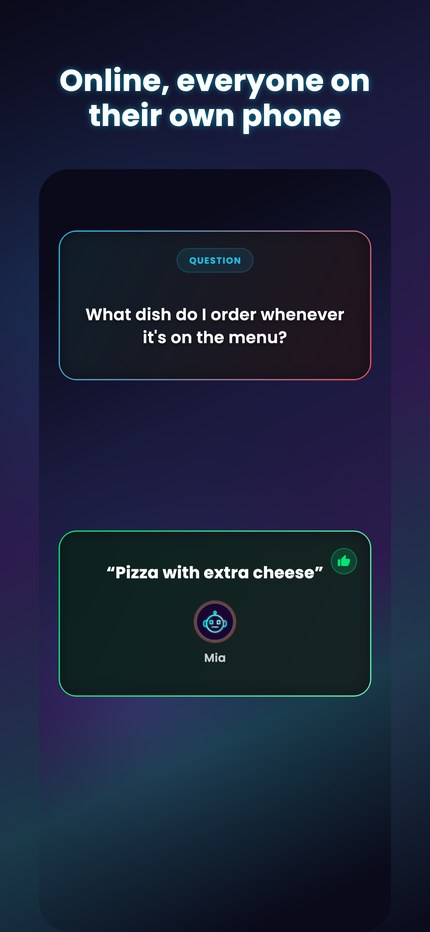 Online, everyone on
their own phone
QUESTION
What dish do I order whenever
it's on the menu?
“Pizza with extra cheese”
Mia